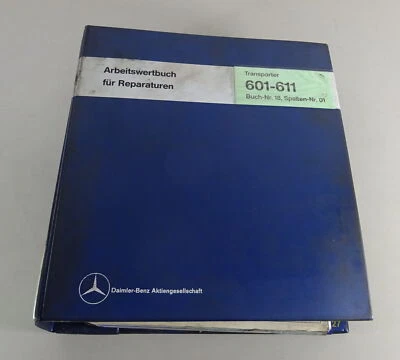 Arbeitswertbuch
für Reparaturen
Transporter
601-611
Buch-Nr. 18, Spalten-Nr. 01
Daimler-Benz Aktiengesellschaft